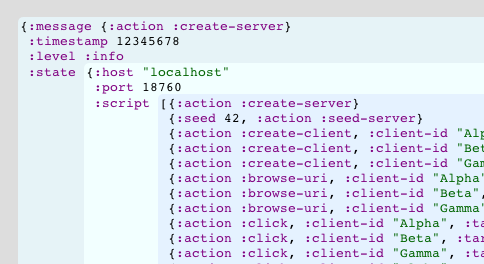 {:message {:action :create-server}
:timestamp 12345678
:level :info
:state {:host "localhost"
:port 18760
:script [{:action :create-server}
{:seed 42, :action :seed-server}
{:action :create-client, :client-id "Alp
{:action :create-client, :client-id "Bet
{:action :create-client, :client-id "Gam
{:action :browse-uri, :client-id "Alpha"
{:action :browse-uri, :client-id "Beta",
{:action :browse-uri, :client-id "Gamma"
{:action :click, :client-id "Alpha", :ta
{:action :click, :client-id "Beta", :tar
{:action :click, :client-id "Gamma", :ta